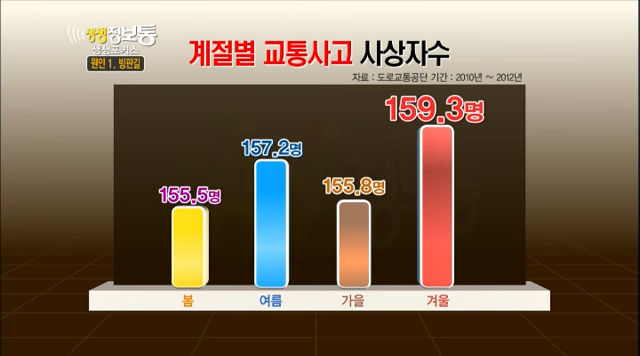 생생정보통
생생포커스
원인 1. 빙판길
계절별 교통사고 사상자수
자료 : 도로교통공단 기간 : 2010년 ~ 2012년
159.3명
157.2명
155.5명
155.8명
봄 여름 가을 겨울